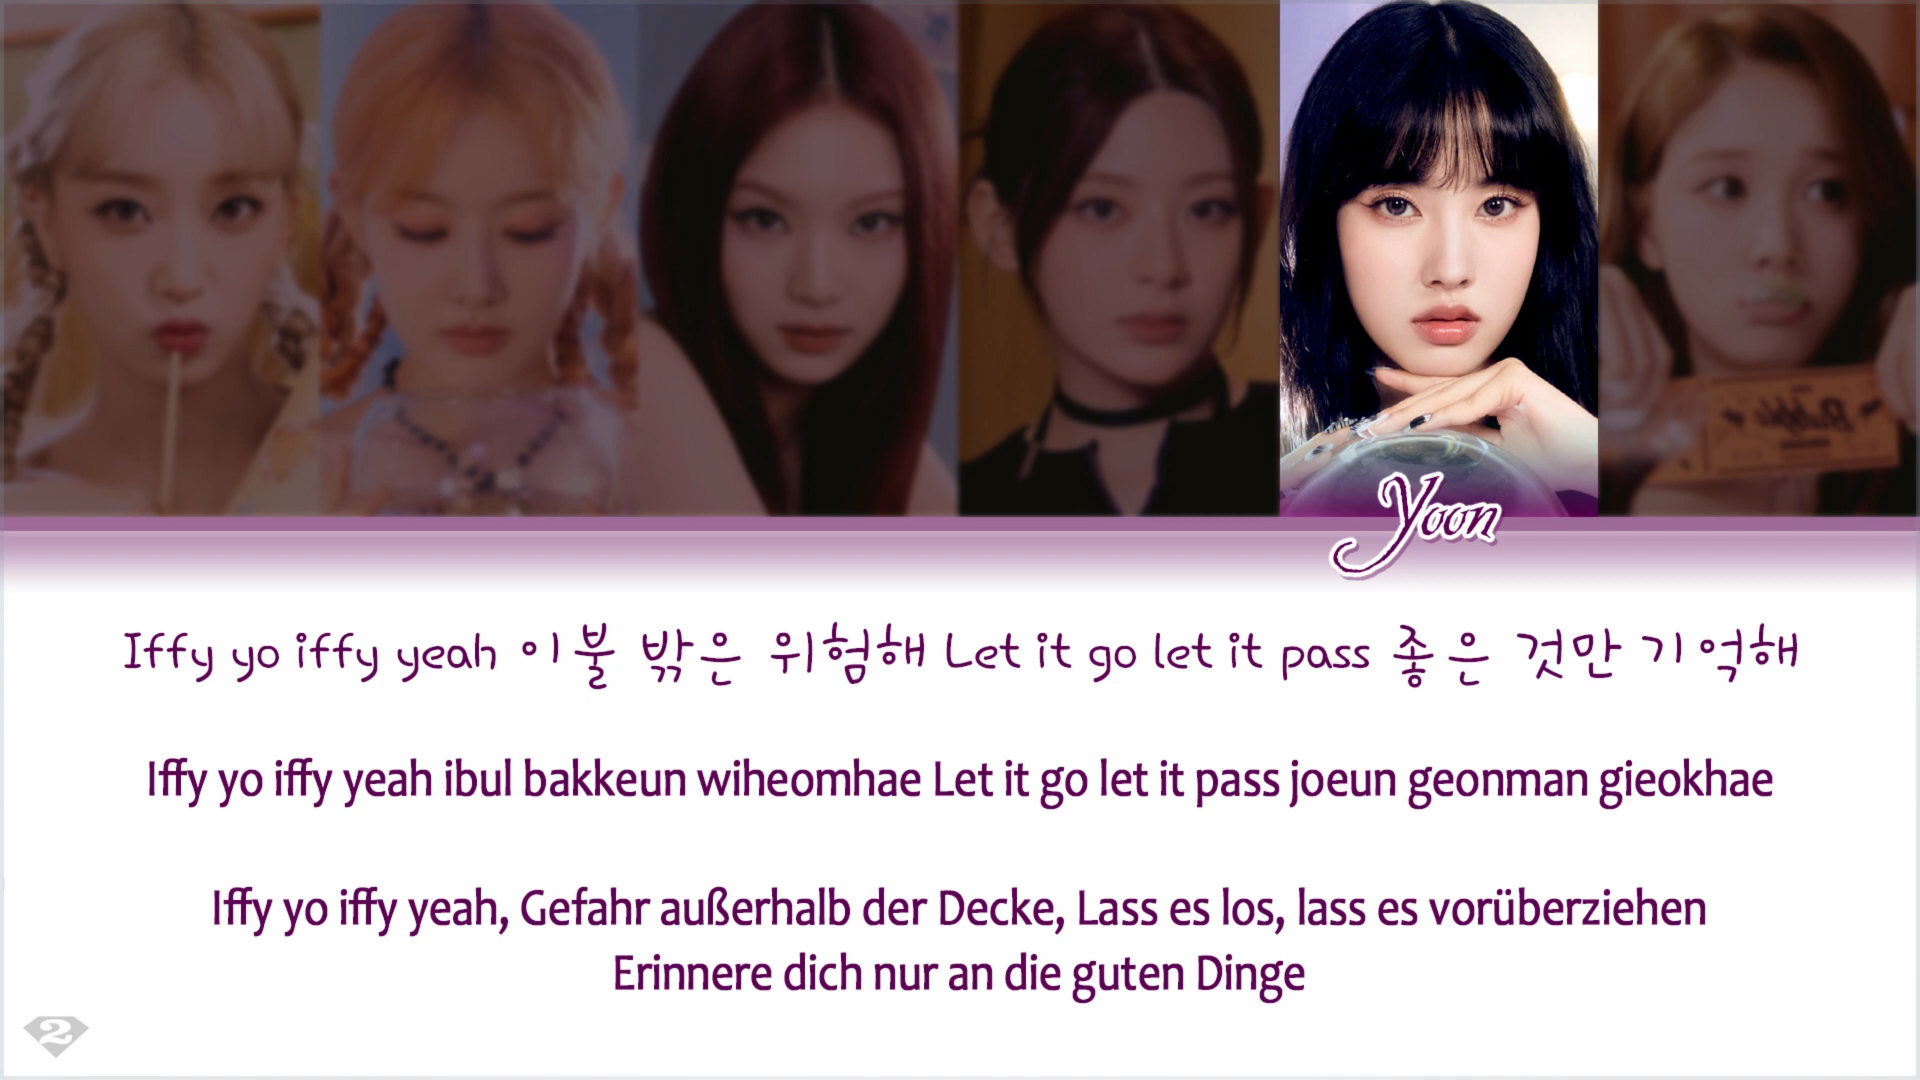 Yoon
Iffy yo iffy yeah 이불 밖은 위험해 Let it go let it pass 좋은 것만 기억해
Iffy yo iffy yeah ibul bakkeun wiheomhae Let it go let it pass joeun geonman gieokhae
Iffy yo iffy yeah, Gefahr außerhalb der Decke, Lass es los, lass es vorüberziehen
Erinnere dich nur an die guten Dinge
2